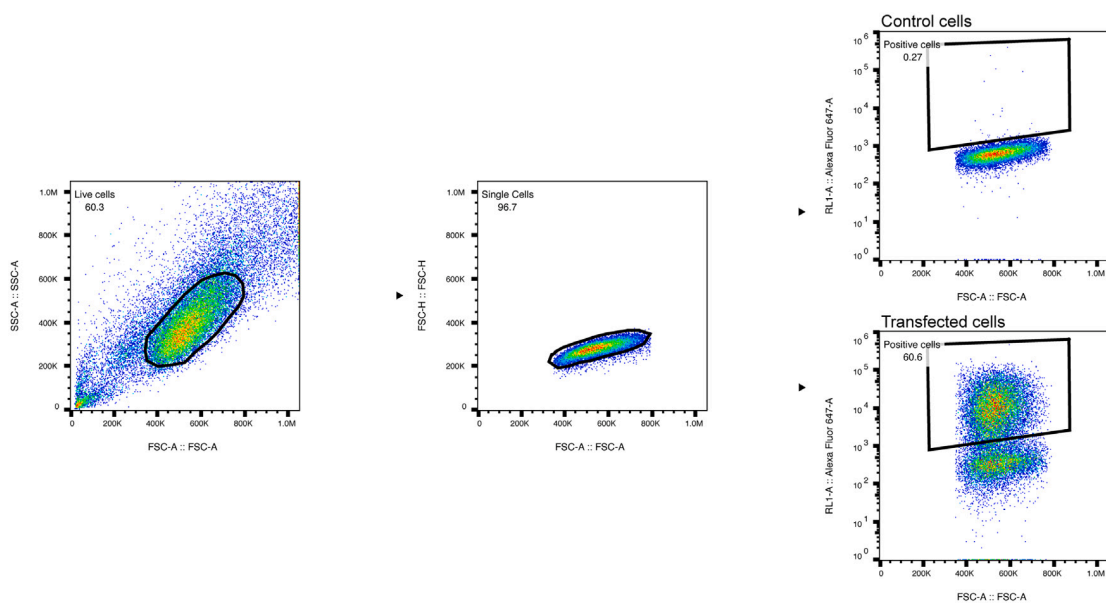 Control cells
Positive cells
0.27
10^6
10^5
10^4
10^3
10^2
10^1
10^0
RL1-A :: Alexa Fluor 647-A
0 200K 400K 600K 800K 1.0M
FSC-A :: FSC-A
Live cells
60.3
1.0M
800K
600K
400K
200K
0
SSC-A :: SSC-A
0 200K 400K 600K 800K 1.0M
FSC-A :: FSC-A
Single Cells
96.7
1.0M
800K
600K
400K
200K
0
FSC-H :: FSC-H
0 200K 400K 600K 800K 1.0M
FSC-A :: FSC-A
Transfected cells
Positive cells
60.6
10^6
10^5
10^4
10^3
10^2
10^1
10^0
RL1-A :: Alexa Fluor 647-A
0 200K 400K 600K 800K 1.0M
FSC-A :: FSC-A